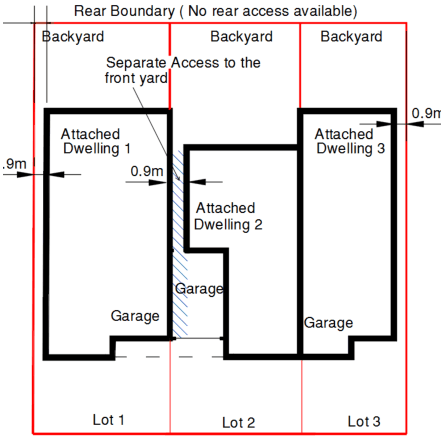 Rear Boundary ( No rear access available)
Backyard
Backyard
Backyard
Separate Access to the
front yard
0.9m
Attached
Dwelling 1
Attached
Dwelling 3
.9m
0.9m
Attached
Dwelling 2
Garage
Garage
Garage
Lot 1
Lot 2
Lot 3